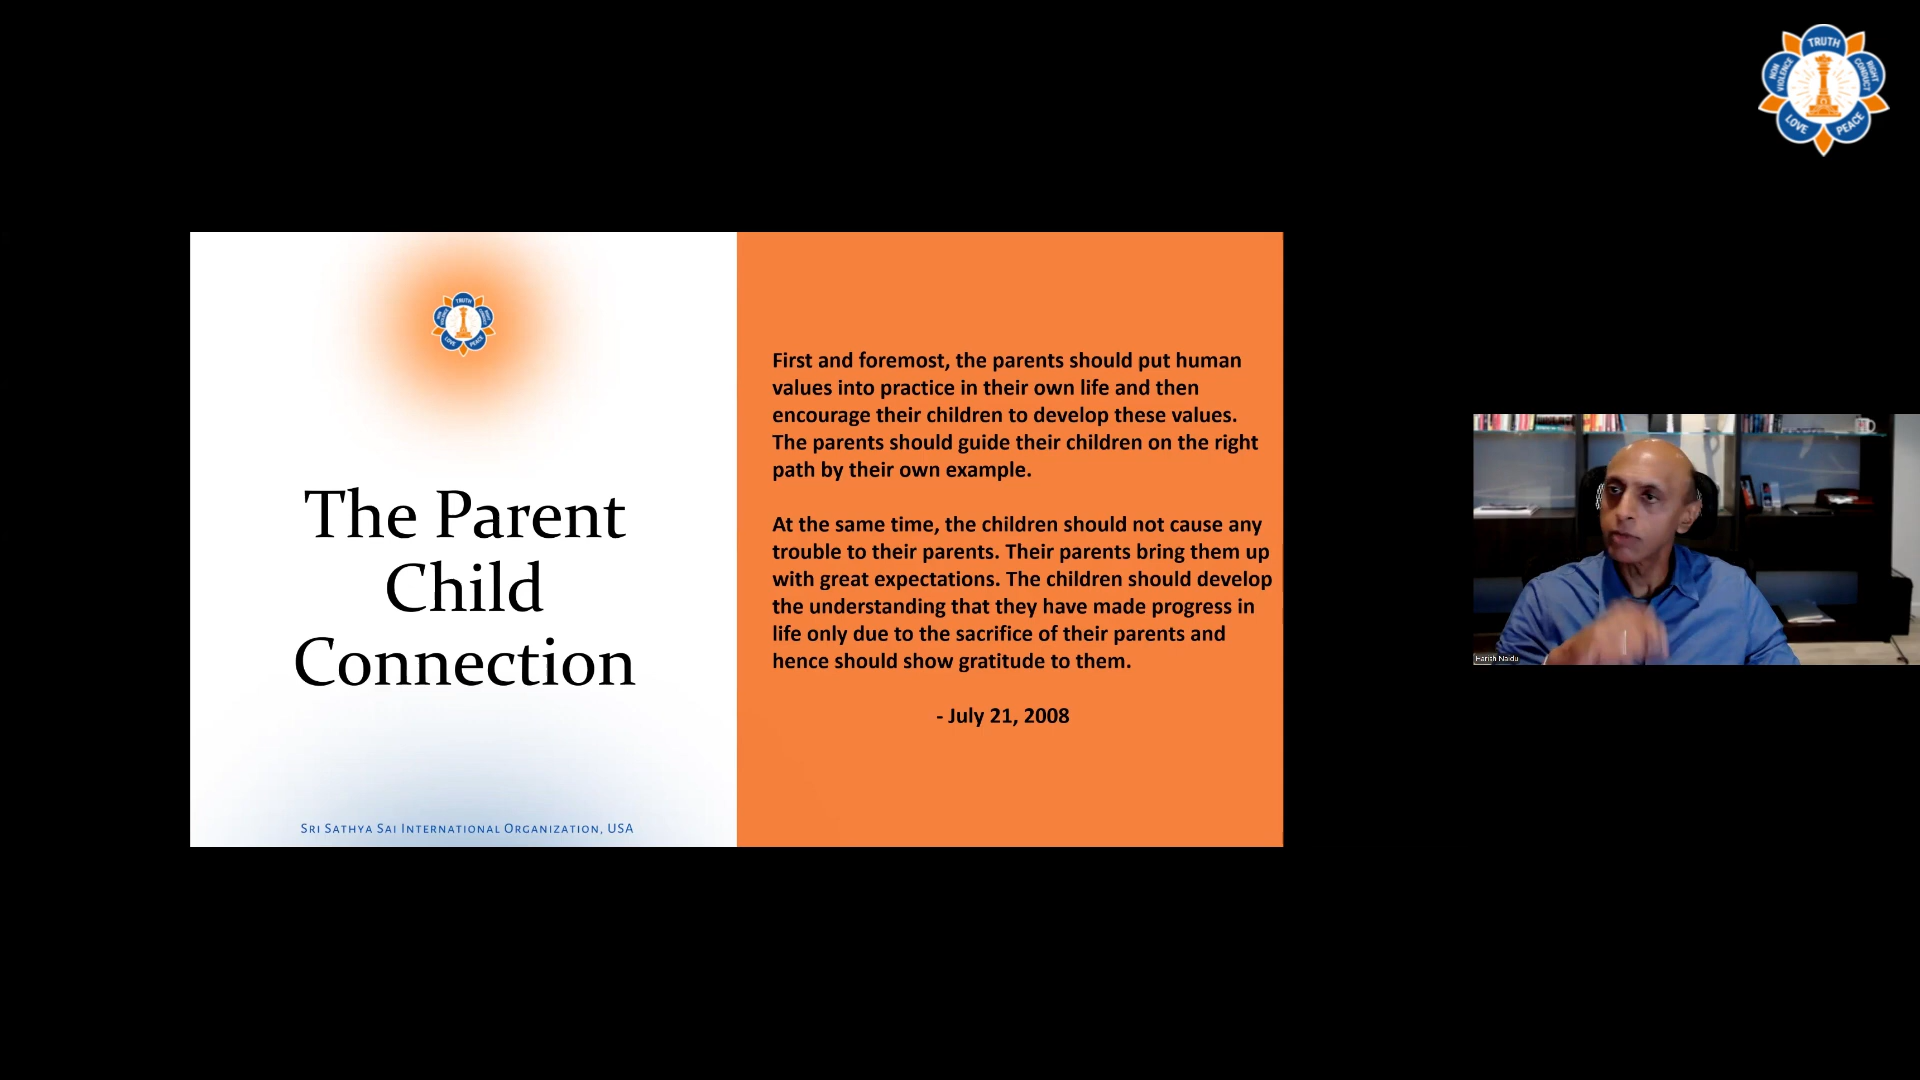 TRUTH
RIGHT CONDUCT
PEACE
LOVE
NON VIOLENCE
TRUTH
LOVE
PEACE
The Parent
Child
Connection
SRI SATHYA SAI INTERNATIONAL ORGANIZATION, USA
First and foremost, the parents should put human
values into practice in their own life and then
encourage their children to develop these values.
The parents should guide their children on the right
path by their own example.
At the same time, the children should not cause any
trouble to their parents. Their parents bring them up
with great expectations. The children should develop
the understanding that they have made progress in
life only due to the sacrifice of their parents and
hence should show gratitude to them.
- July 21, 2008
Harish Naidu